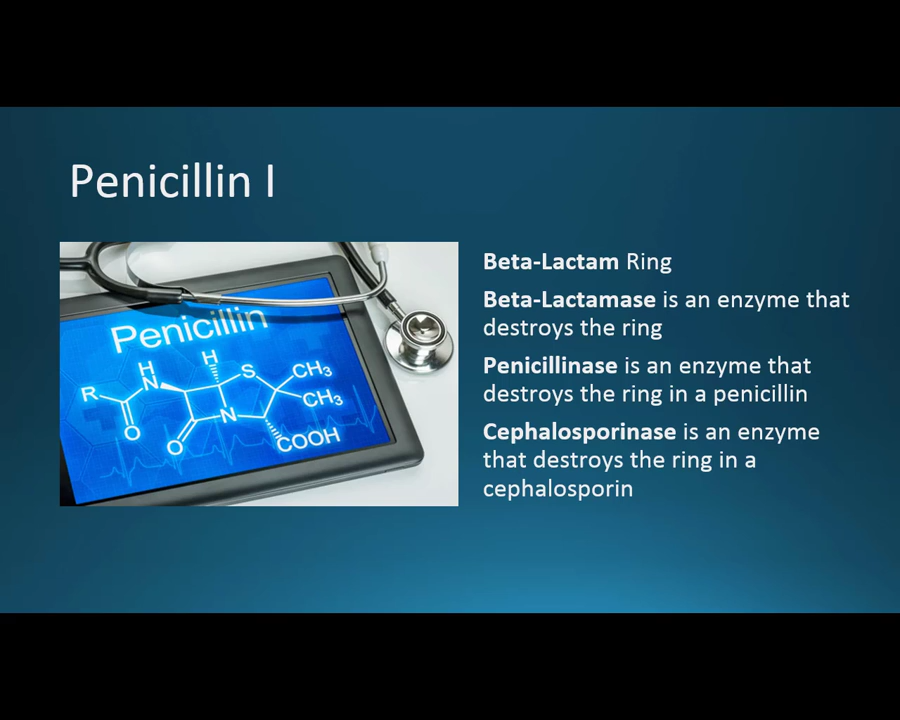 Penicillin I
Penicillin
H
H
R
N
S
CH₃
CH₃
O
N
O
COOH
Beta-Lactam Ring
Beta-Lactamase is an enzyme that
destroys the ring
Penicillinase is an enzyme that
destroys the ring in a penicillin
Cephalosporinase is an enzyme
that destroys the ring in a
cephalosporin